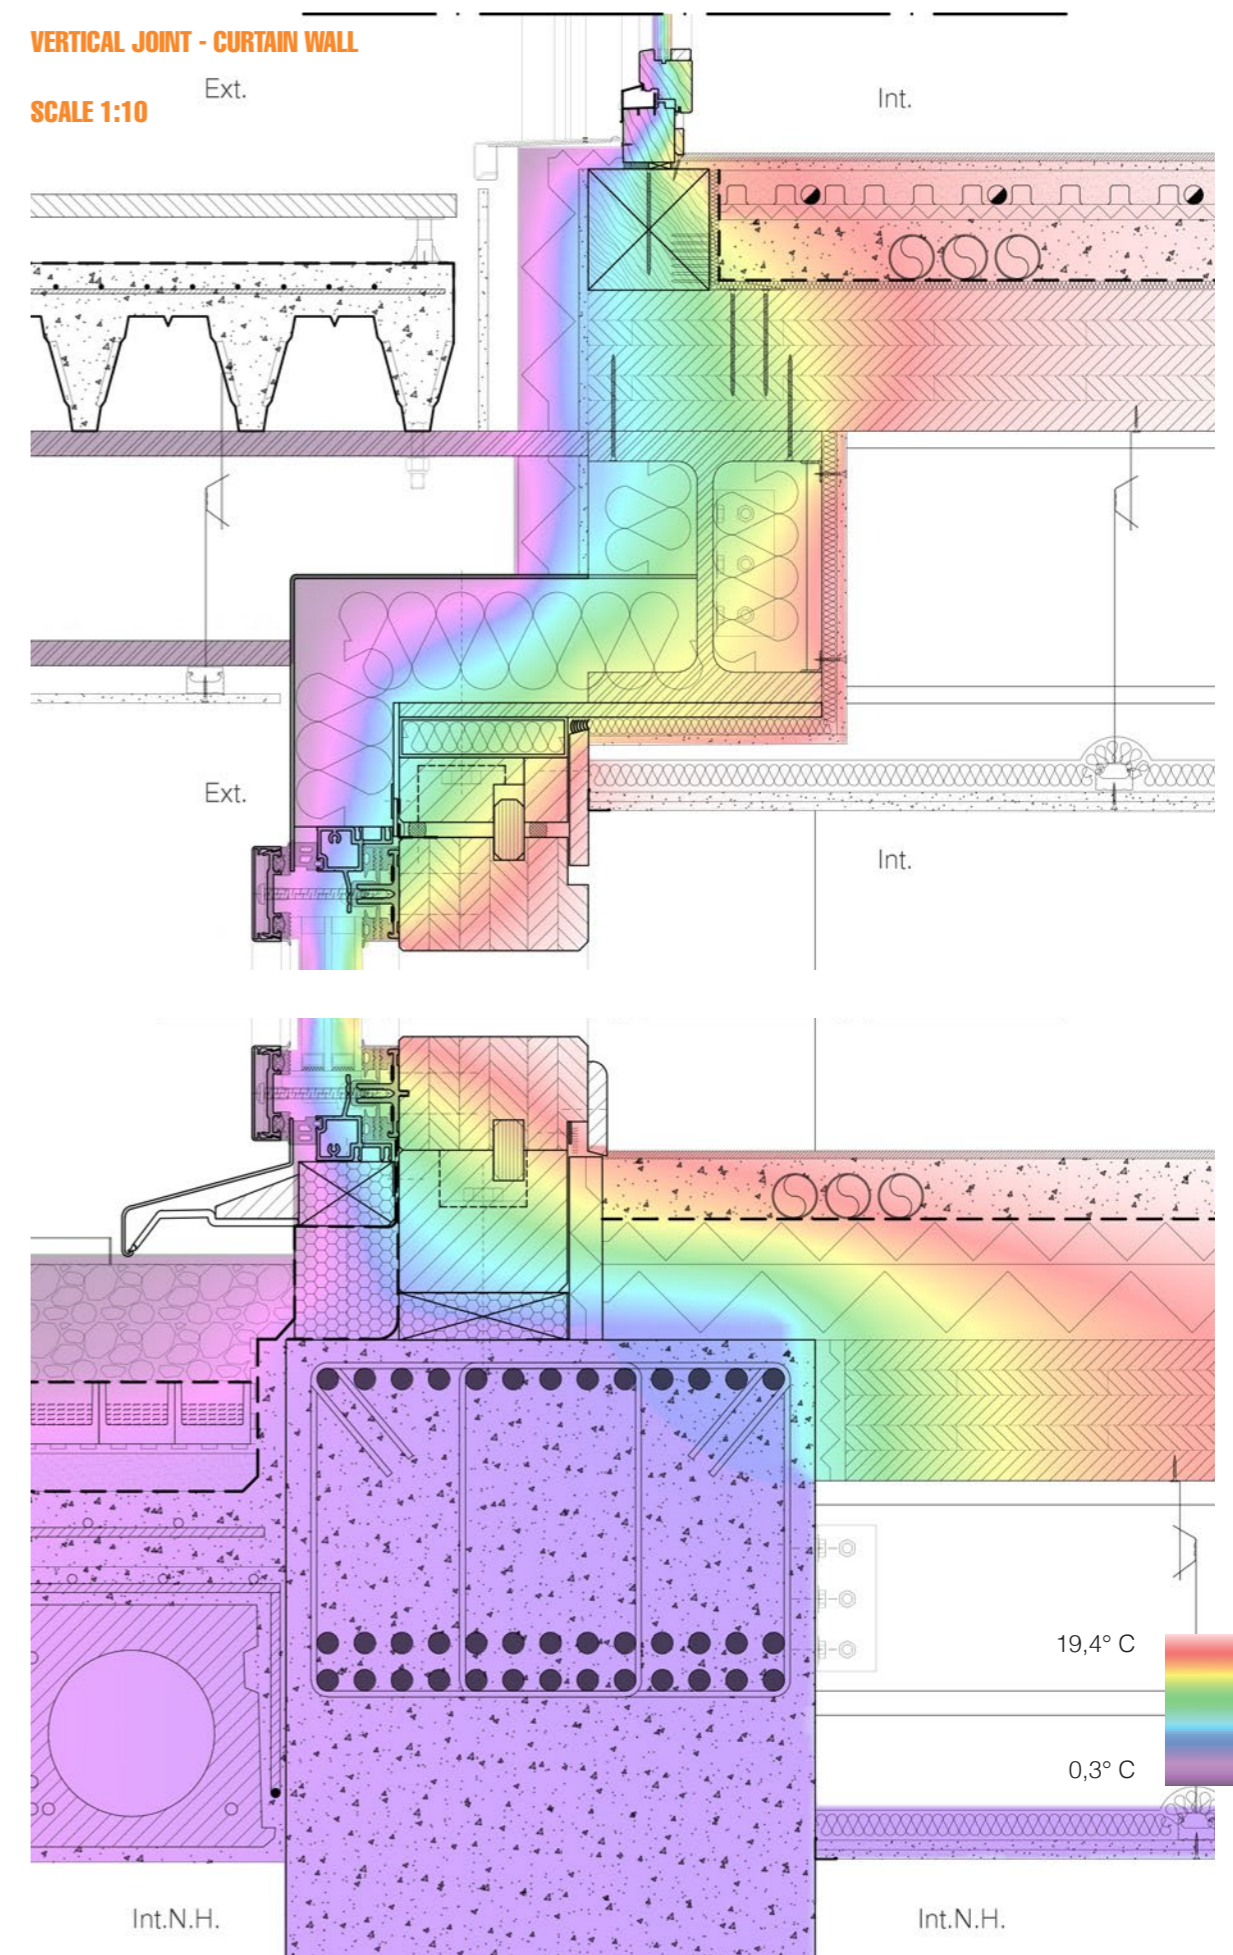 VERTICAL JOINT - CURTAIN WALL
Ext.
Int.
SCALE 1:10
Ext.
Int.
19,4° C
0,3° C
Int.N.H.
Int.N.H.